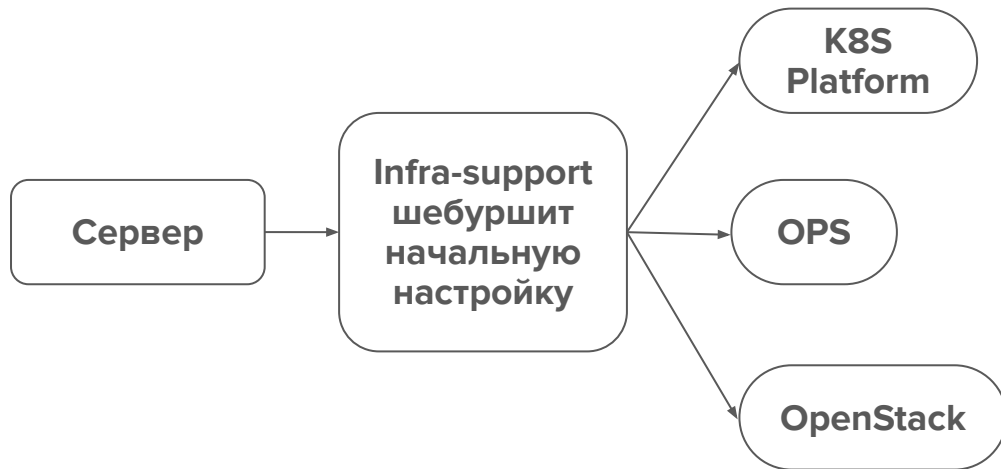 Сервер
Infra-support
шебуршит
начальную
настройку
K8S
Platform
OPS
OpenStack